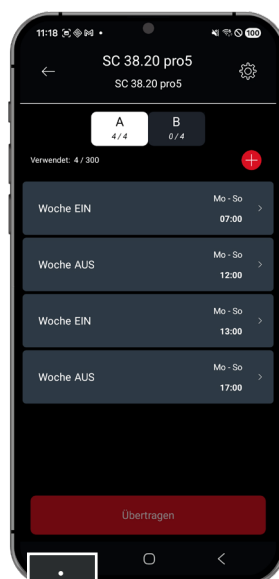 11:18
100
SC 38.20 pro5
SC 38.20 pro5
A
4 / 4
B
0 / 4
Verwendet: 4 / 300
Woche EIN
Mo - So
07:00
Woche AUS
Mo - So
12:00
Woche EIN
Mo - So
13:00
Woche AUS
Mo - So
17:00
Übertragen